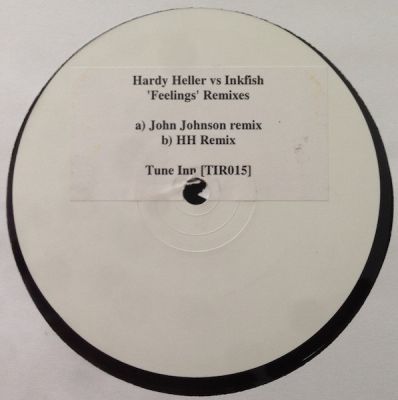 Hardy Heller vs Inkfish
'Feelings' Remixes
a) John Johnson remix
b) HH Remix
Tune Inn [TIR015]